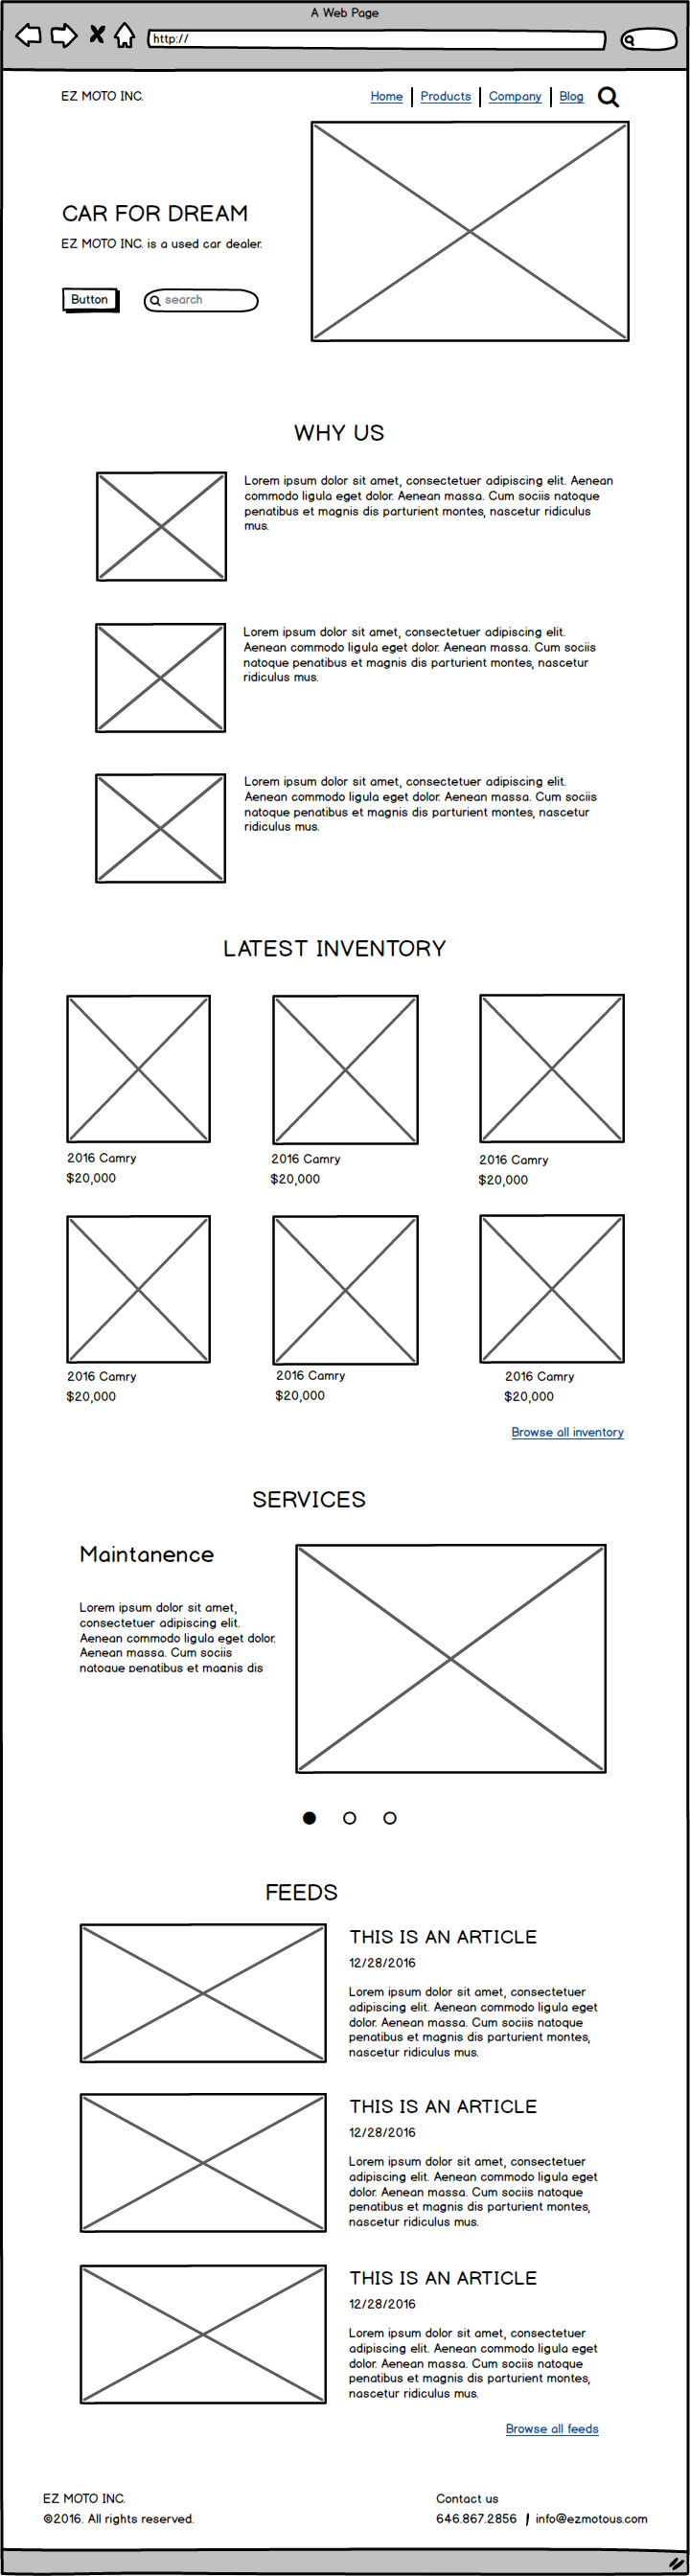 A Web Page
http://
EZ MOTO INC.
Home Products Company Blog
CAR FOR DREAM
EZ MOTO INC. is a used car dealer.
Button
search
WHY US
Lorem ipsum dolor sit amet, consectetuer adipiscing elit. Aenean
commodo ligula eget dolor. Aenean massa. Cum sociis natoque
penatibus et magnis dis parturient montes, nascetur ridiculus
mus.
Lorem ipsum dolor sit amet, consectetuer adipiscing elit.
Aenean commodo ligula eget dolor. Aenean massa. Cum sociis
natoque penatibus et magnis dis parturient montes, nascetur
ridiculus mus.
Lorem ipsum dolor sit amet, consectetuer adipiscing elit.
Aenean commodo ligula eget dolor. Aenean massa. Cum sociis
natoque penatibus et magnis dis parturient montes, nascetur
ridiculus mus.
LATEST INVENTORY
2016 Camry
$20,000
2016 Camry
$20,000
2016 Camry
$20,000
2016 Camry
$20,000
2016 Camry
$20,000
2016 Camry
$20,000
Browse all inventory
SERVICES
Maintanence
Lorem ipsum dolor sit amet,
consectetuer adipiscing elit.
Aenean commodo ligula eget dolor.
Aenean massa. Cum sociis
natoque penatibus et magnis dis
FEEDS
THIS IS AN ARTICLE
12/28/2016
Lorem ipsum dolor sit amet, consectetuer
adipiscing elit. Aenean commodo ligula eget
dolor. Aenean massa. Cum sociis natoque
penatibus et magnis dis parturient montes,
nascetur ridiculus mus.
THIS IS AN ARTICLE
12/28/2016
Lorem ipsum dolor sit amet, consectetuer
adipiscing elit. Aenean commodo ligula eget
dolor. Aenean massa. Cum sociis natoque
penatibus et magnis dis parturient montes,
nascetur ridiculus mus.
THIS IS AN ARTICLE
12/28/2016
Lorem ipsum dolor sit amet, consectetuer
adipiscing elit. Aenean commodo ligula eget
dolor. Aenean massa. Cum sociis natoque
penatibus et magnis dis parturient montes,
nascetur ridiculus mus.
Browse all feeds
EZ MOTO INC.
©2016. All rights reserved.
Contact us
646.867.2856 | info@ezmotous.com